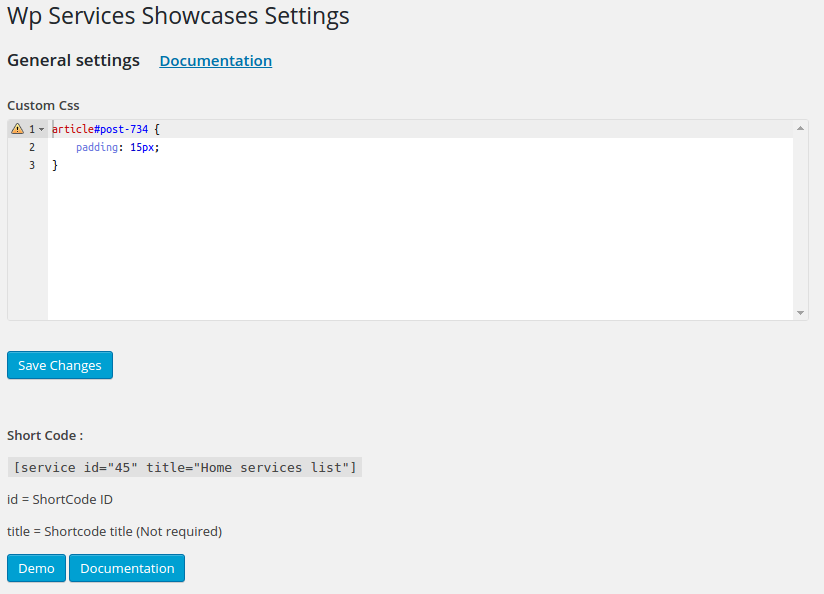 Wp Services Showcases Settings
General settings Documentation
Custom Css
1 article#post-734 {
2 padding: 15px;
3 }
Save Changes
Short Code :
[service id="45" title="Home services list"]
id = ShortCode ID
title = Shortcode title (Not required)
Demo Documentation